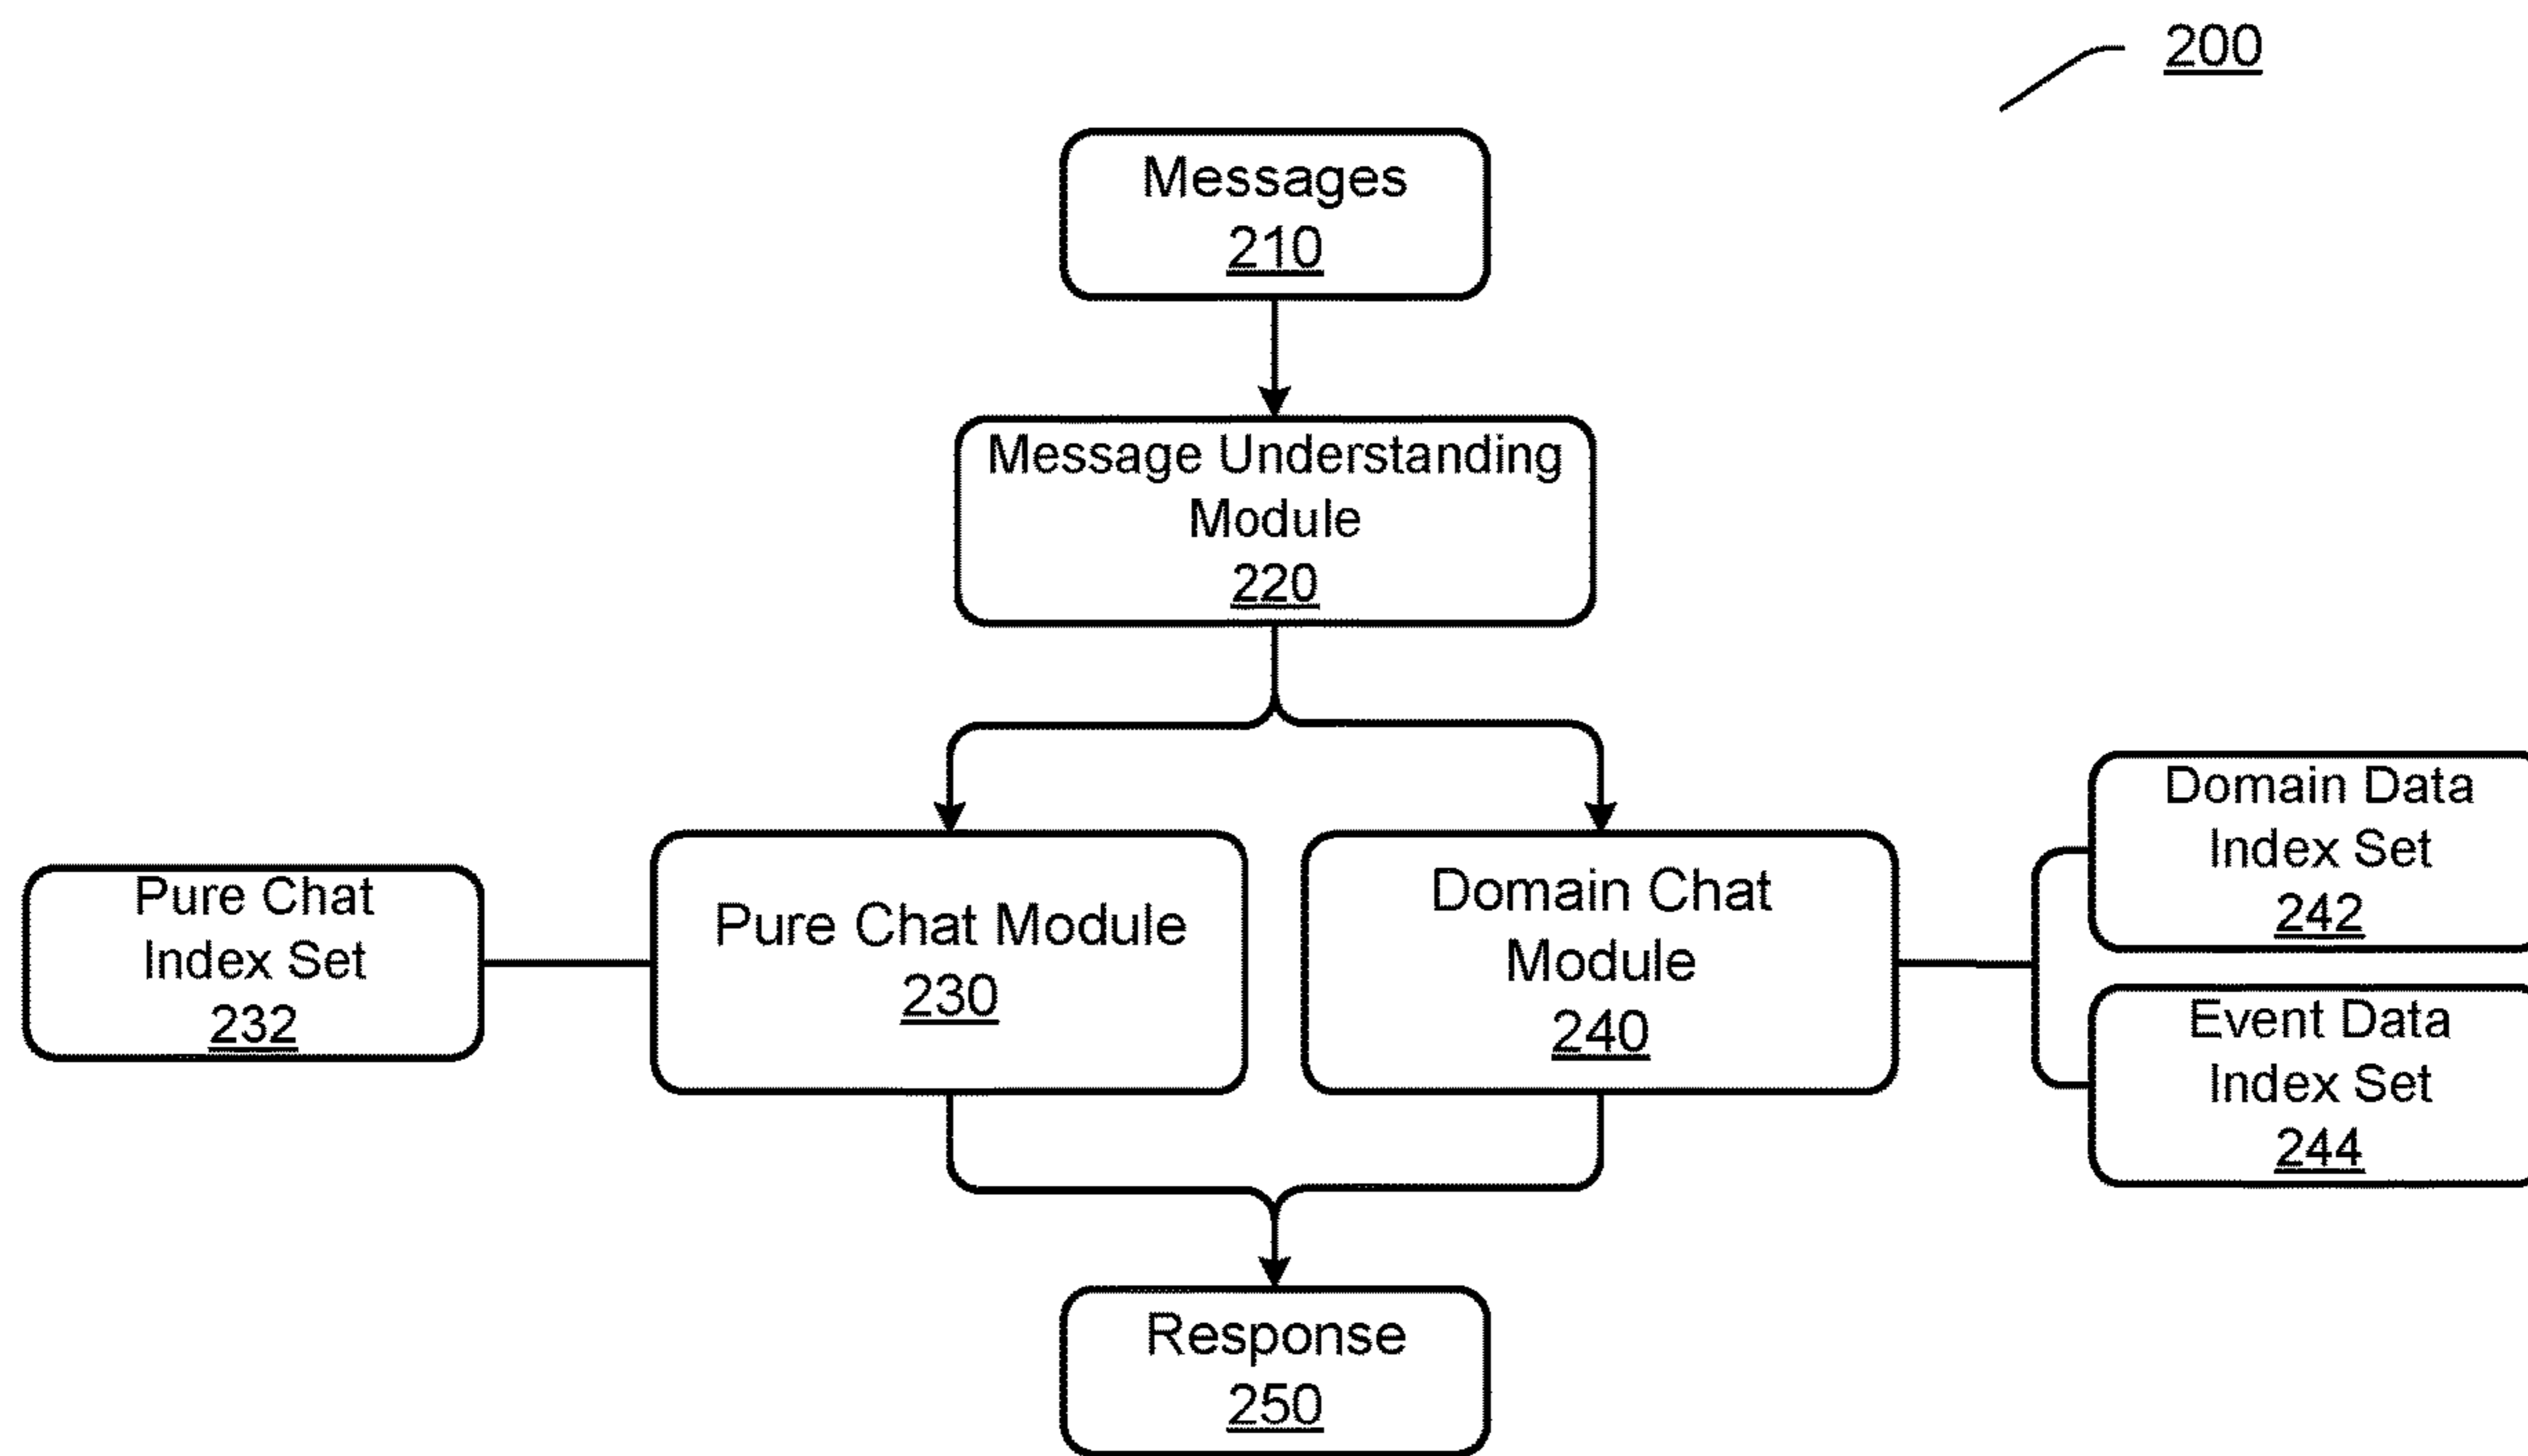 200
Messages
210
Message Understanding
Module
220
Pure Chat
Index Set
232
Pure Chat Module
230
Domain Chat
Module
240
Domain Data
Index Set
242
Event Data
Index Set
244
Response
250